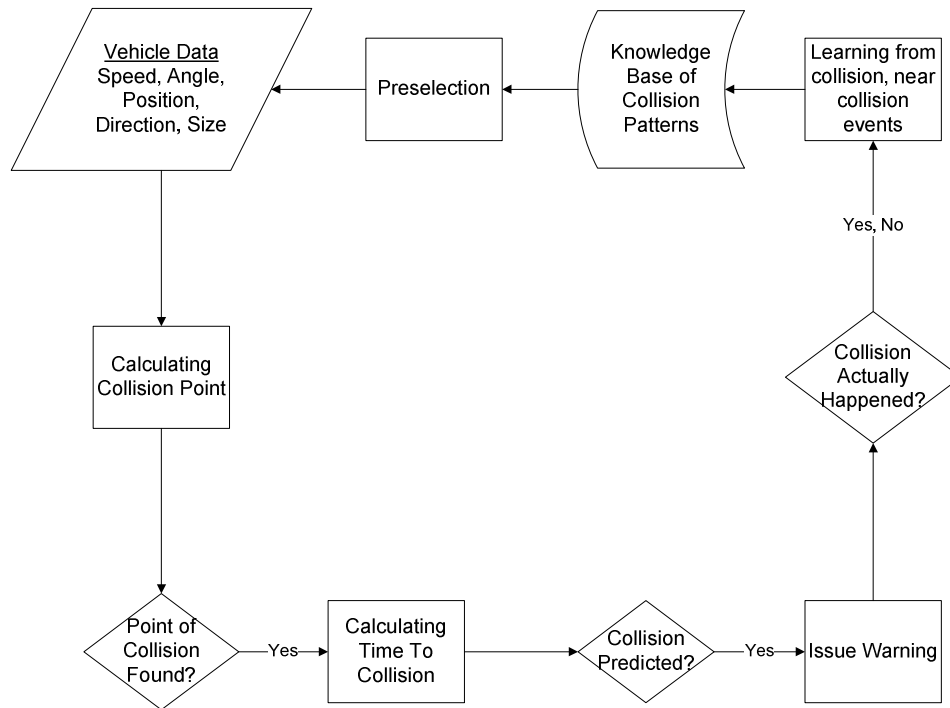 Vehicle Data
Speed, Angle,
Position,
Direction, Size
Preselection
Knowledge
Base of
Collision
Patterns
Learning from
collision, near
collision
events
Yes, No
Calculating
Collision Point
Collision
Actually
Happened?
Point of
Collision
Found?
Yes
Calculating
Time To
Collision
Collision
Predicted?
Yes
Issue Warning